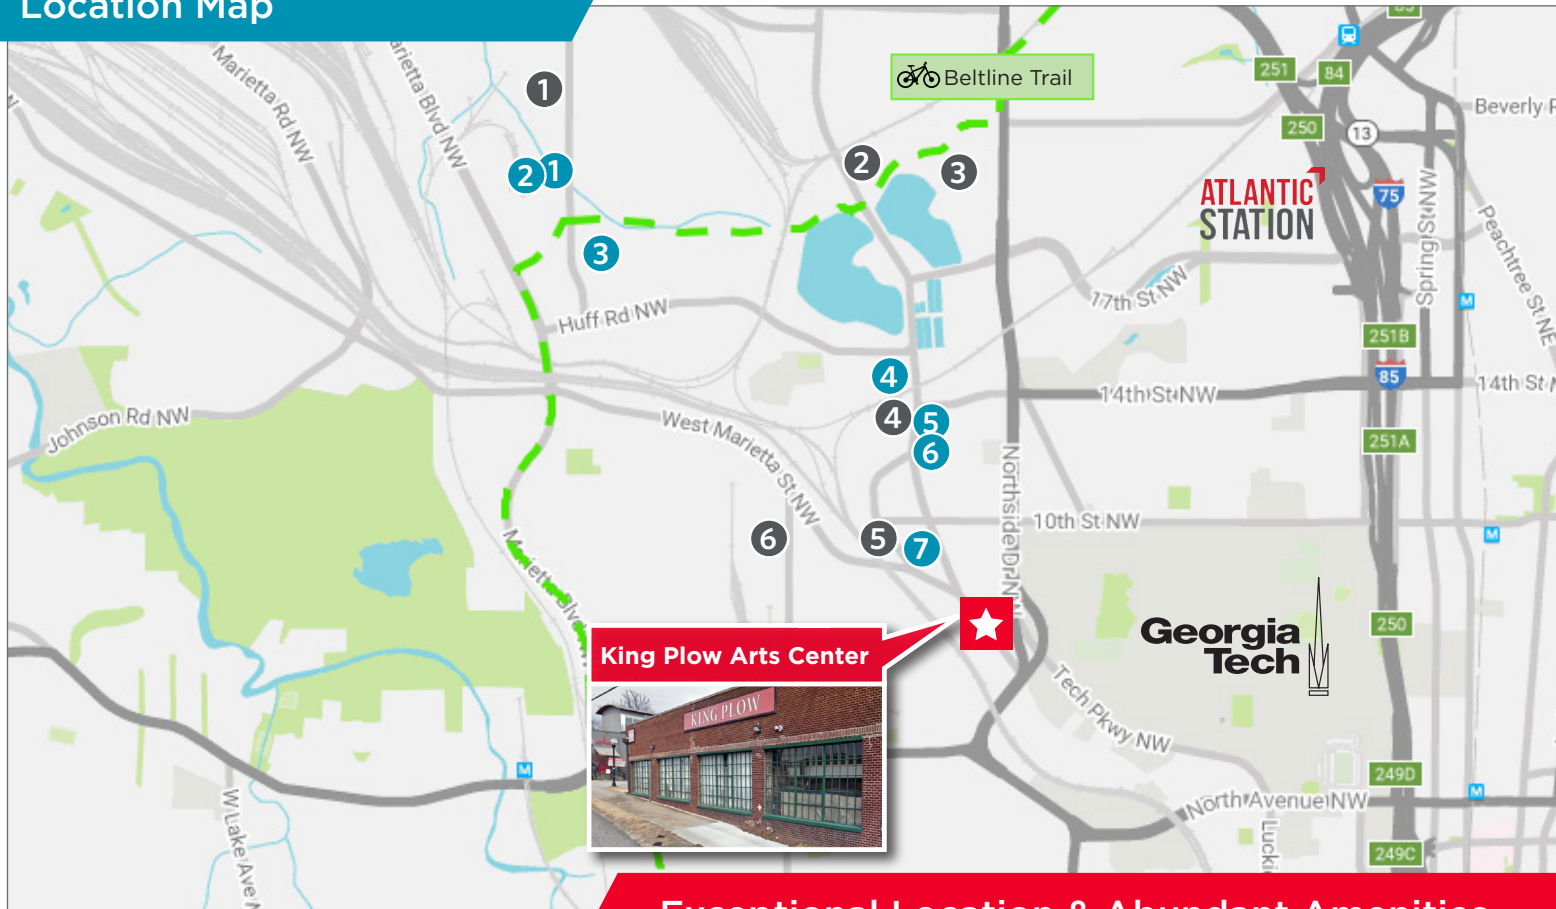 Location Map
Marietta Rd NW
Marietta Blvd NW
1
Beltline Trail
85
251
84
250
13
Beverly R
2
1
2
3
ATLANTIC
STATION
75
Spring St NW
Peachtree St NE
3
17th St NW
M
Huff Rd NW
251B
4
85
14th St NW
14th St N
Johnson Rd NW
West Marietta St NW
4
5
6
251A
Northside Dr NW
10th St NW
6
5
7
M
Marietta Blvd
King Plow Arts Center
KING PLOW
Georgia
Tech
250
Tech Pkwy NW
M
249D
M
North Avenue NW
W Lake Ave N
Lucki
249C
Exceptional Location & Abundant Amenities